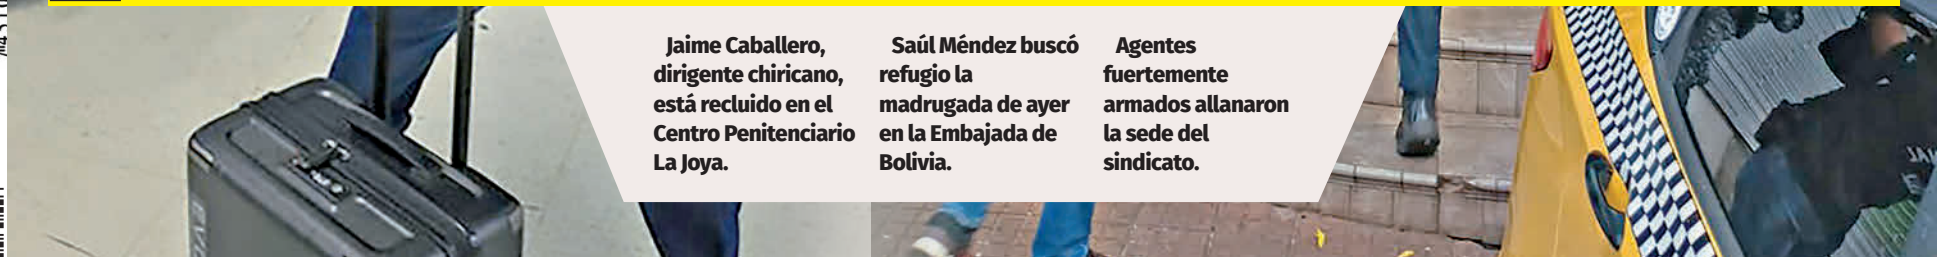 Jaime Caballero,
dirigente chiricano,
está recluido en el
Centro Penitenciario
La Joya.
Saúl Méndez buscó
refugio la
madrugada de ayer
en la Embajada de
Bolivia.
Agentes
fuertemente
armados allanaron
la sede del
sindicato.